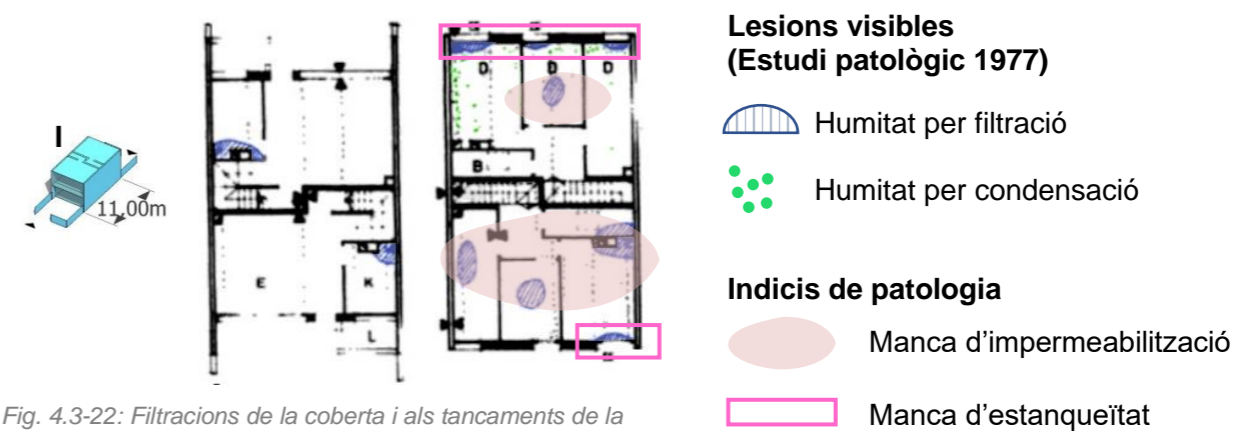 I
11,00m
D
D
D
B
E
K
L
Lesions visibles
(Estudi patològic 1977)
Humitat per filtració
Humitat per condensació
Indicis de patologia
Manca d'impermeabilització
Manca d'estanqueïtat
Fig. 4.3-22: Filtracions de la coberta i als tancaments de la